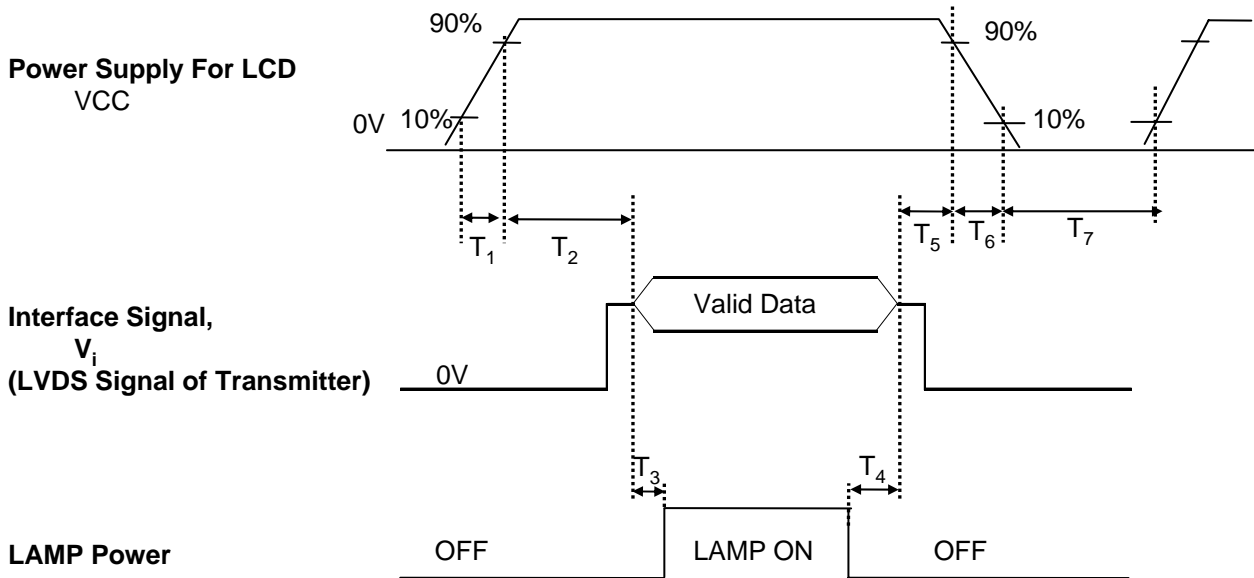 90%
90%
Power Supply For LCD
VCC
0V
10%
10%
T1
T2
T5
T6
T7
Interface Signal,
Vi
(LVDS Signal of Transmitter)
Valid Data
0V
T3
T4
LAMP Power
OFF
LAMP ON
OFF